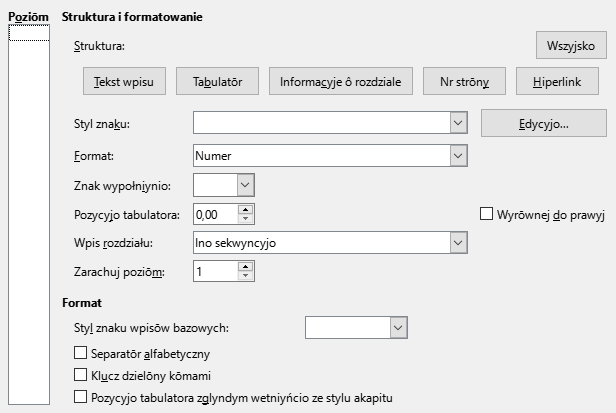 Poziōm
Struktura i formatowanie
Struktura:
Wszyjsko
Tekst wpisu
Tabulatōr
Informacyje ô rozdziale
Nr strōny
Hiperlink
Styl znaku:
Edycyjo...
Format:
Numer
Znak wypołniynio:
Pozycyjo tabulatora:
0,00
Wyrōwnej do prawyj
Wpis rozdziału:
Ino sekwyncyjo
Zarachuj poziōm:
1
Format
Styl znaku wpisōw bazowych:
Separatōr alfabetyczny
Klucz dzielōny kōmami
Pozycyjo tabulatora zglyndym wetniyńcio ze stylu akapitu